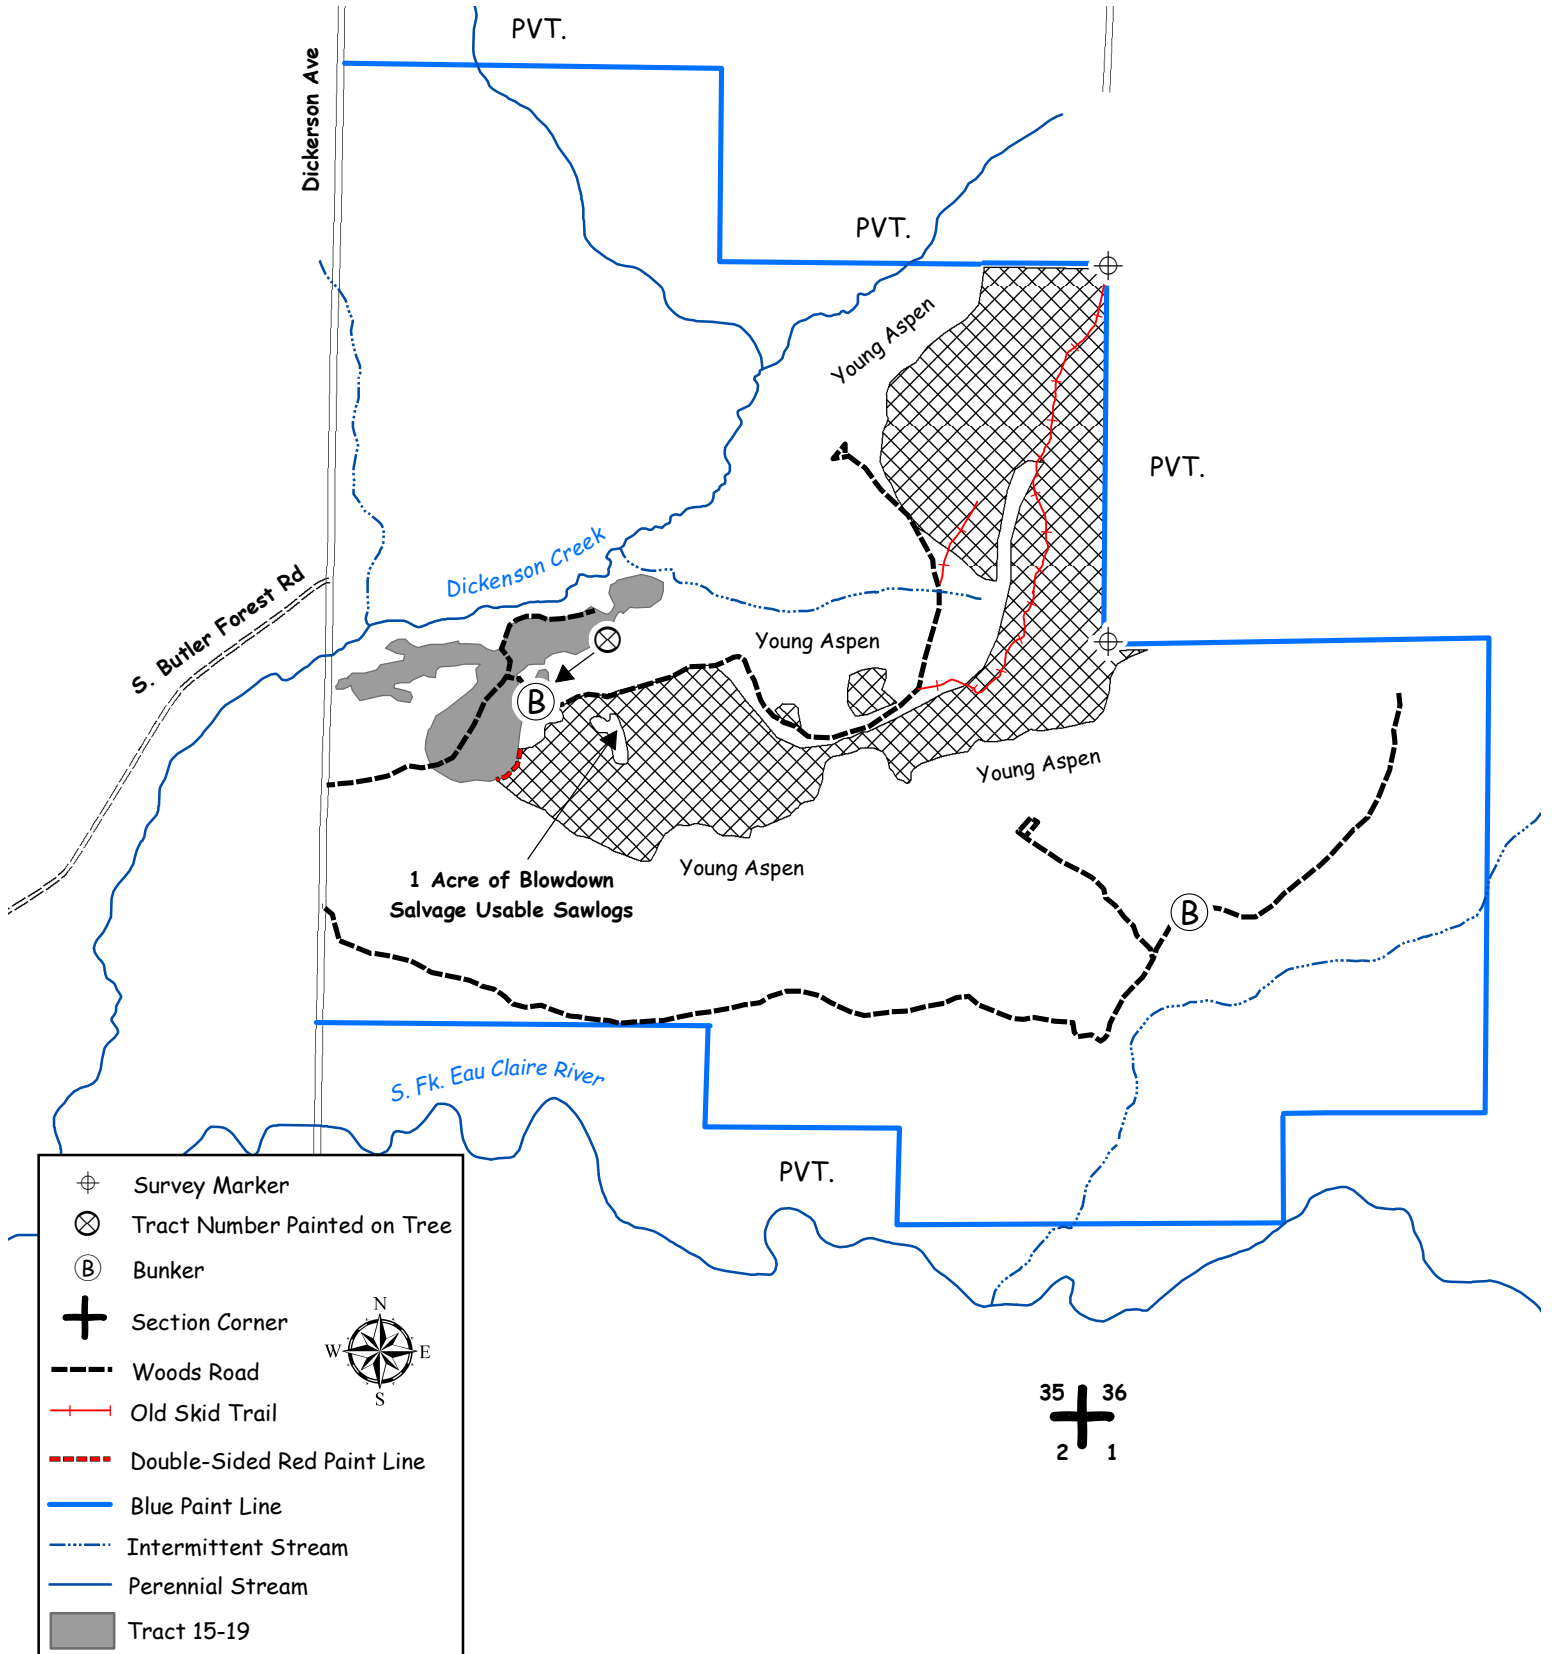 PVT.
Dickerson Ave
PVT.
Young Aspen
PVT.
Dickenson Creek
S. Butler Forest Rd
Young Aspen
B
Young Aspen
Young Aspen
1 Acre of Blowdown
Salvage Usable Sawlogs
B
S. Fk. Eau Claire River
PVT.
Survey Marker
Tract Number Painted on Tree
B Bunker
Section Corner
N
W E
S
Woods Road
Old Skid Trail
Double-Sided Red Paint Line
Blue Paint Line
Intermittent Stream
Perennial Stream
Tract 15-19
35 36
2 1